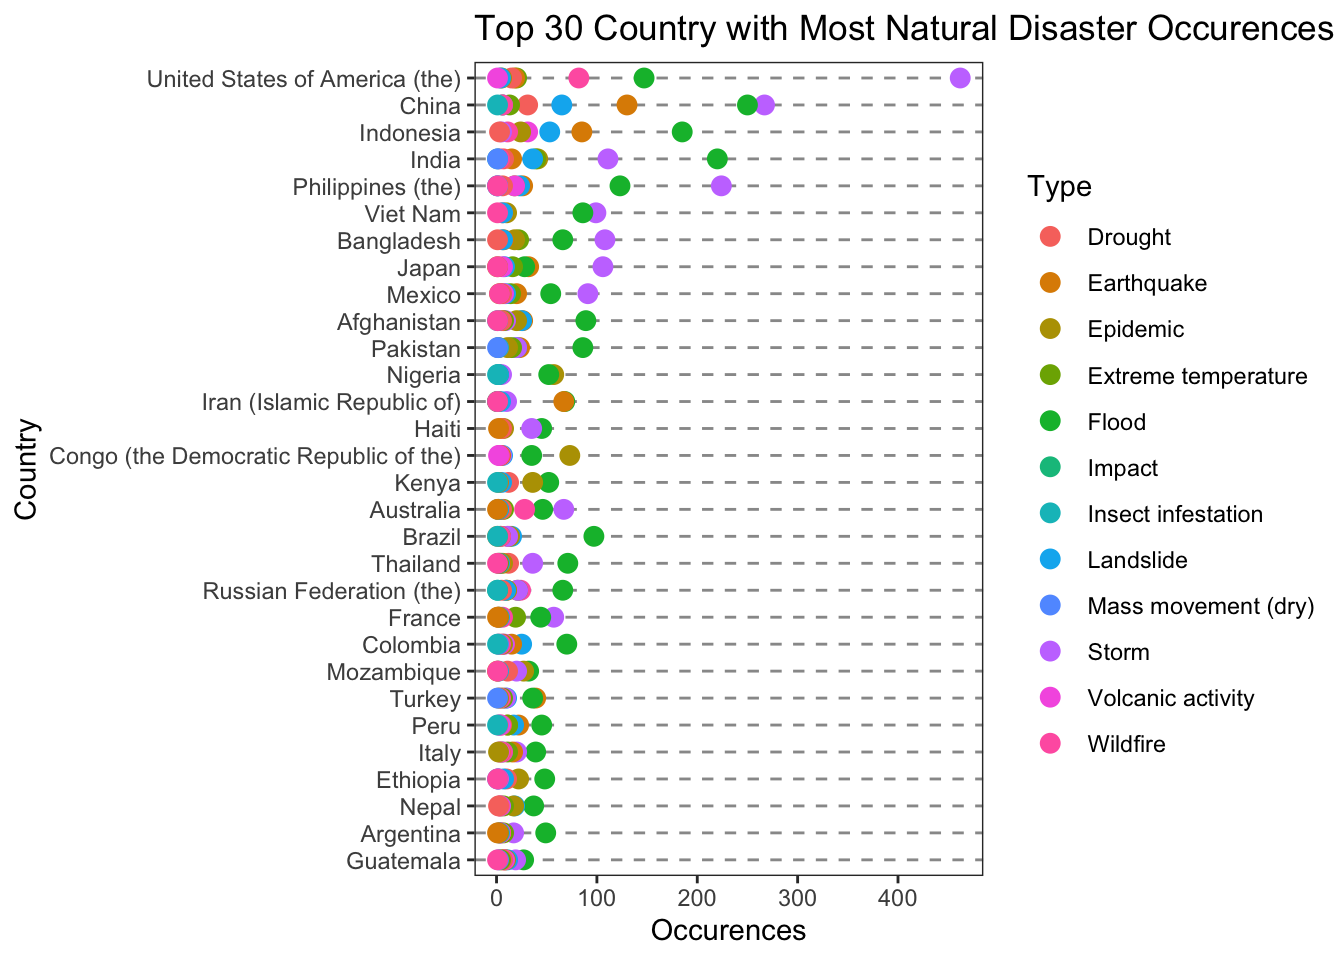 Top 30 Country with Most Natural Disaster Occurences
United States of America (the)
China
Indonesia
India
Philippines (the)
Viet Nam
Bangladesh
Japan
Mexico
Afghanistan
Pakistan
Nigeria
Iran (Islamic Republic of)
Haiti
Congo (the Democratic Republic of the)
Kenya
Australia
Brazil
Thailand
Russian Federation (the)
France
Colombia
Mozambique
Turkey
Peru
Italy
Ethiopia
Nepal
Argentina
Guatemala
Country
0 100 200 300 400
Occurences
Type
Drought
Earthquake
Epidemic
Extreme temperature
Flood
Impact
Insect infestation
Landslide
Mass movement (dry)
Storm
Volcanic activity
Wildfire